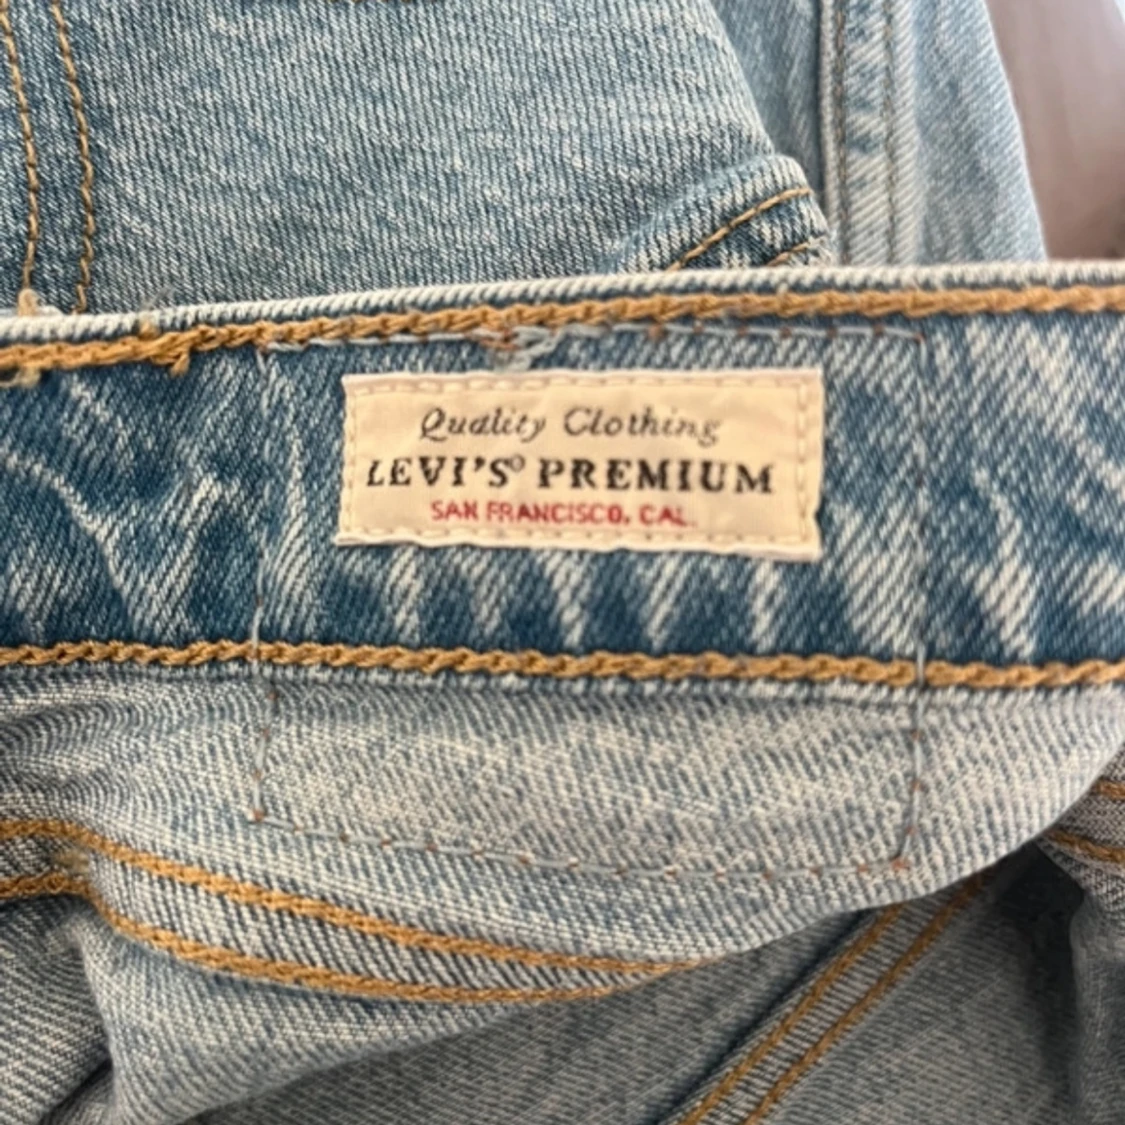 Quality Clothing
LEVI'S® PREMIUM
SAN FRANCISCO, CAL.